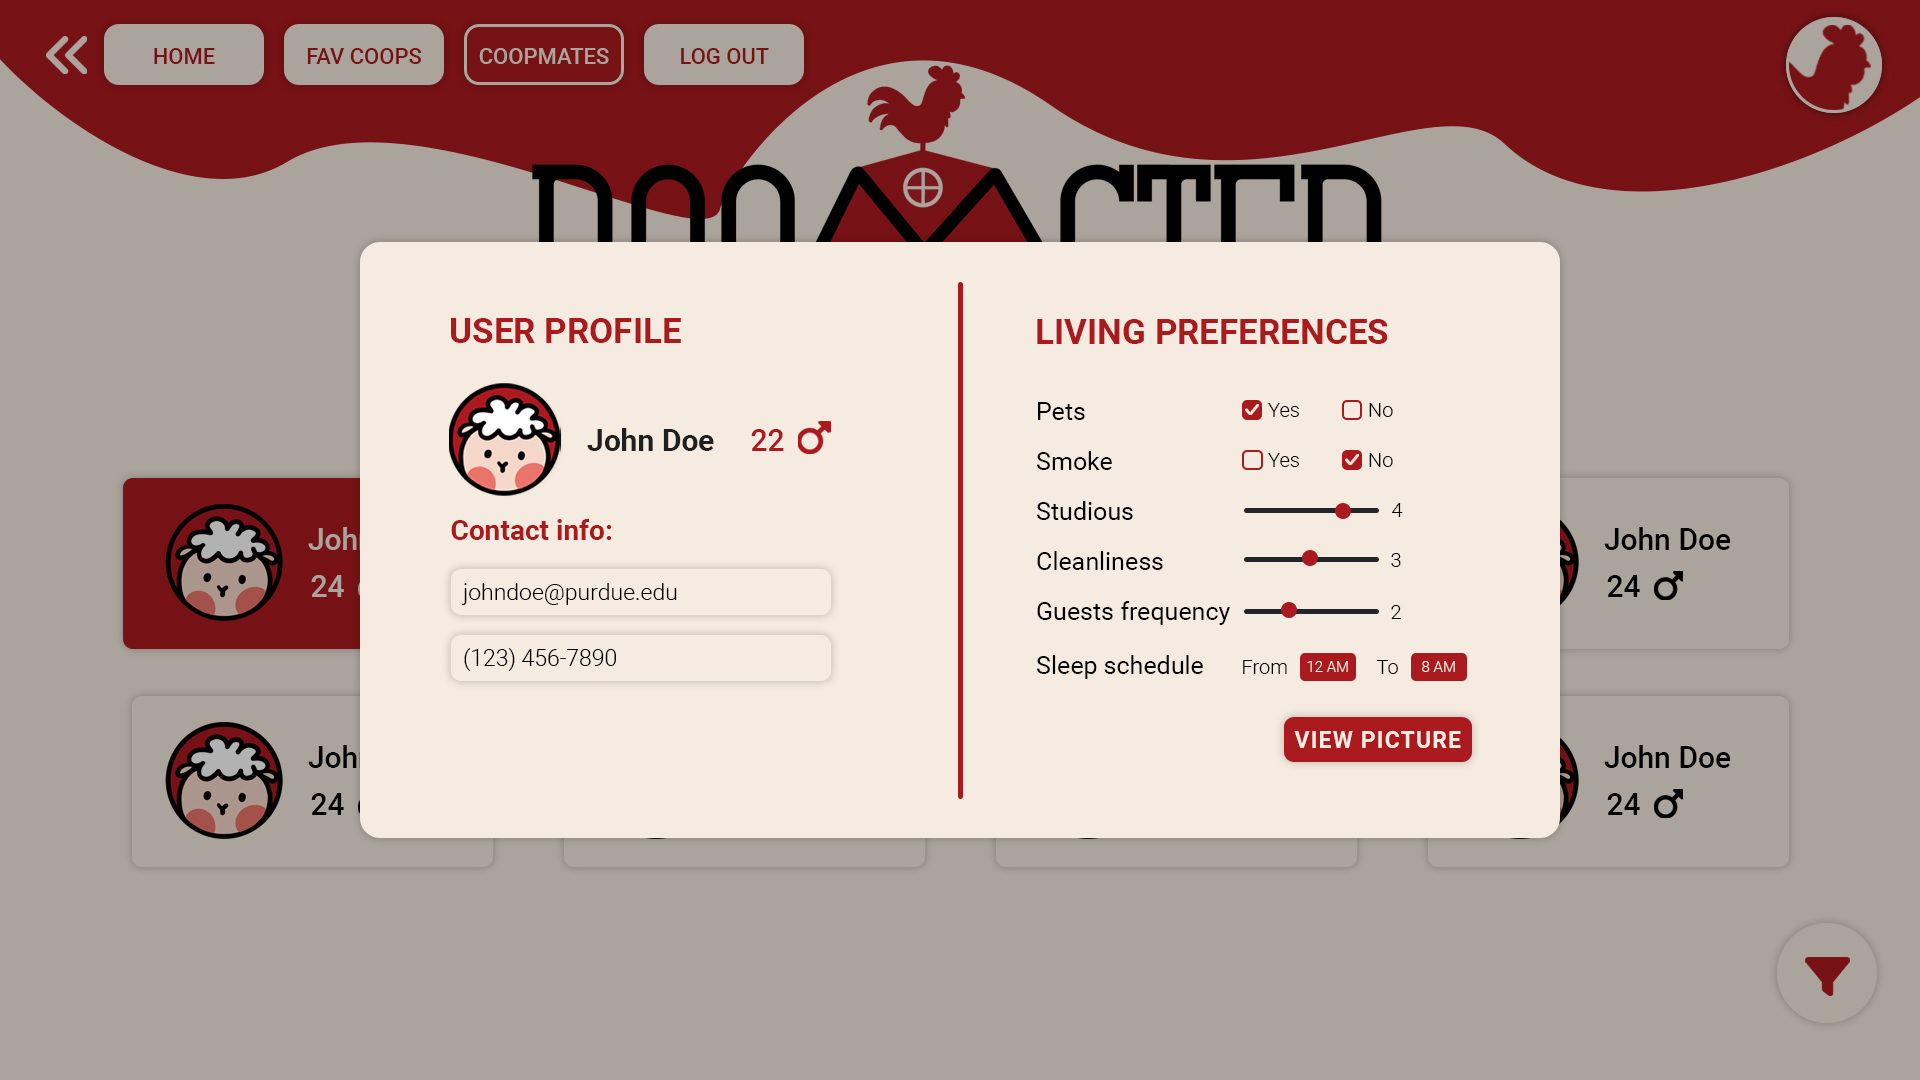 HOME
FAV COOPS
COOPMATES
LOG OUT
USER PROFILE
John Doe 22
Contact info:
johndoe@purdue.edu
(123) 456-7890
LIVING PREFERENCES
Pets Yes No
Smoke Yes No
Studious 4
Cleanliness 3
Guests frequency 2
Sleep schedule From 12 AM To 8 AM
VIEW PICTURE
24
John Doe
24
24
John Doe
24